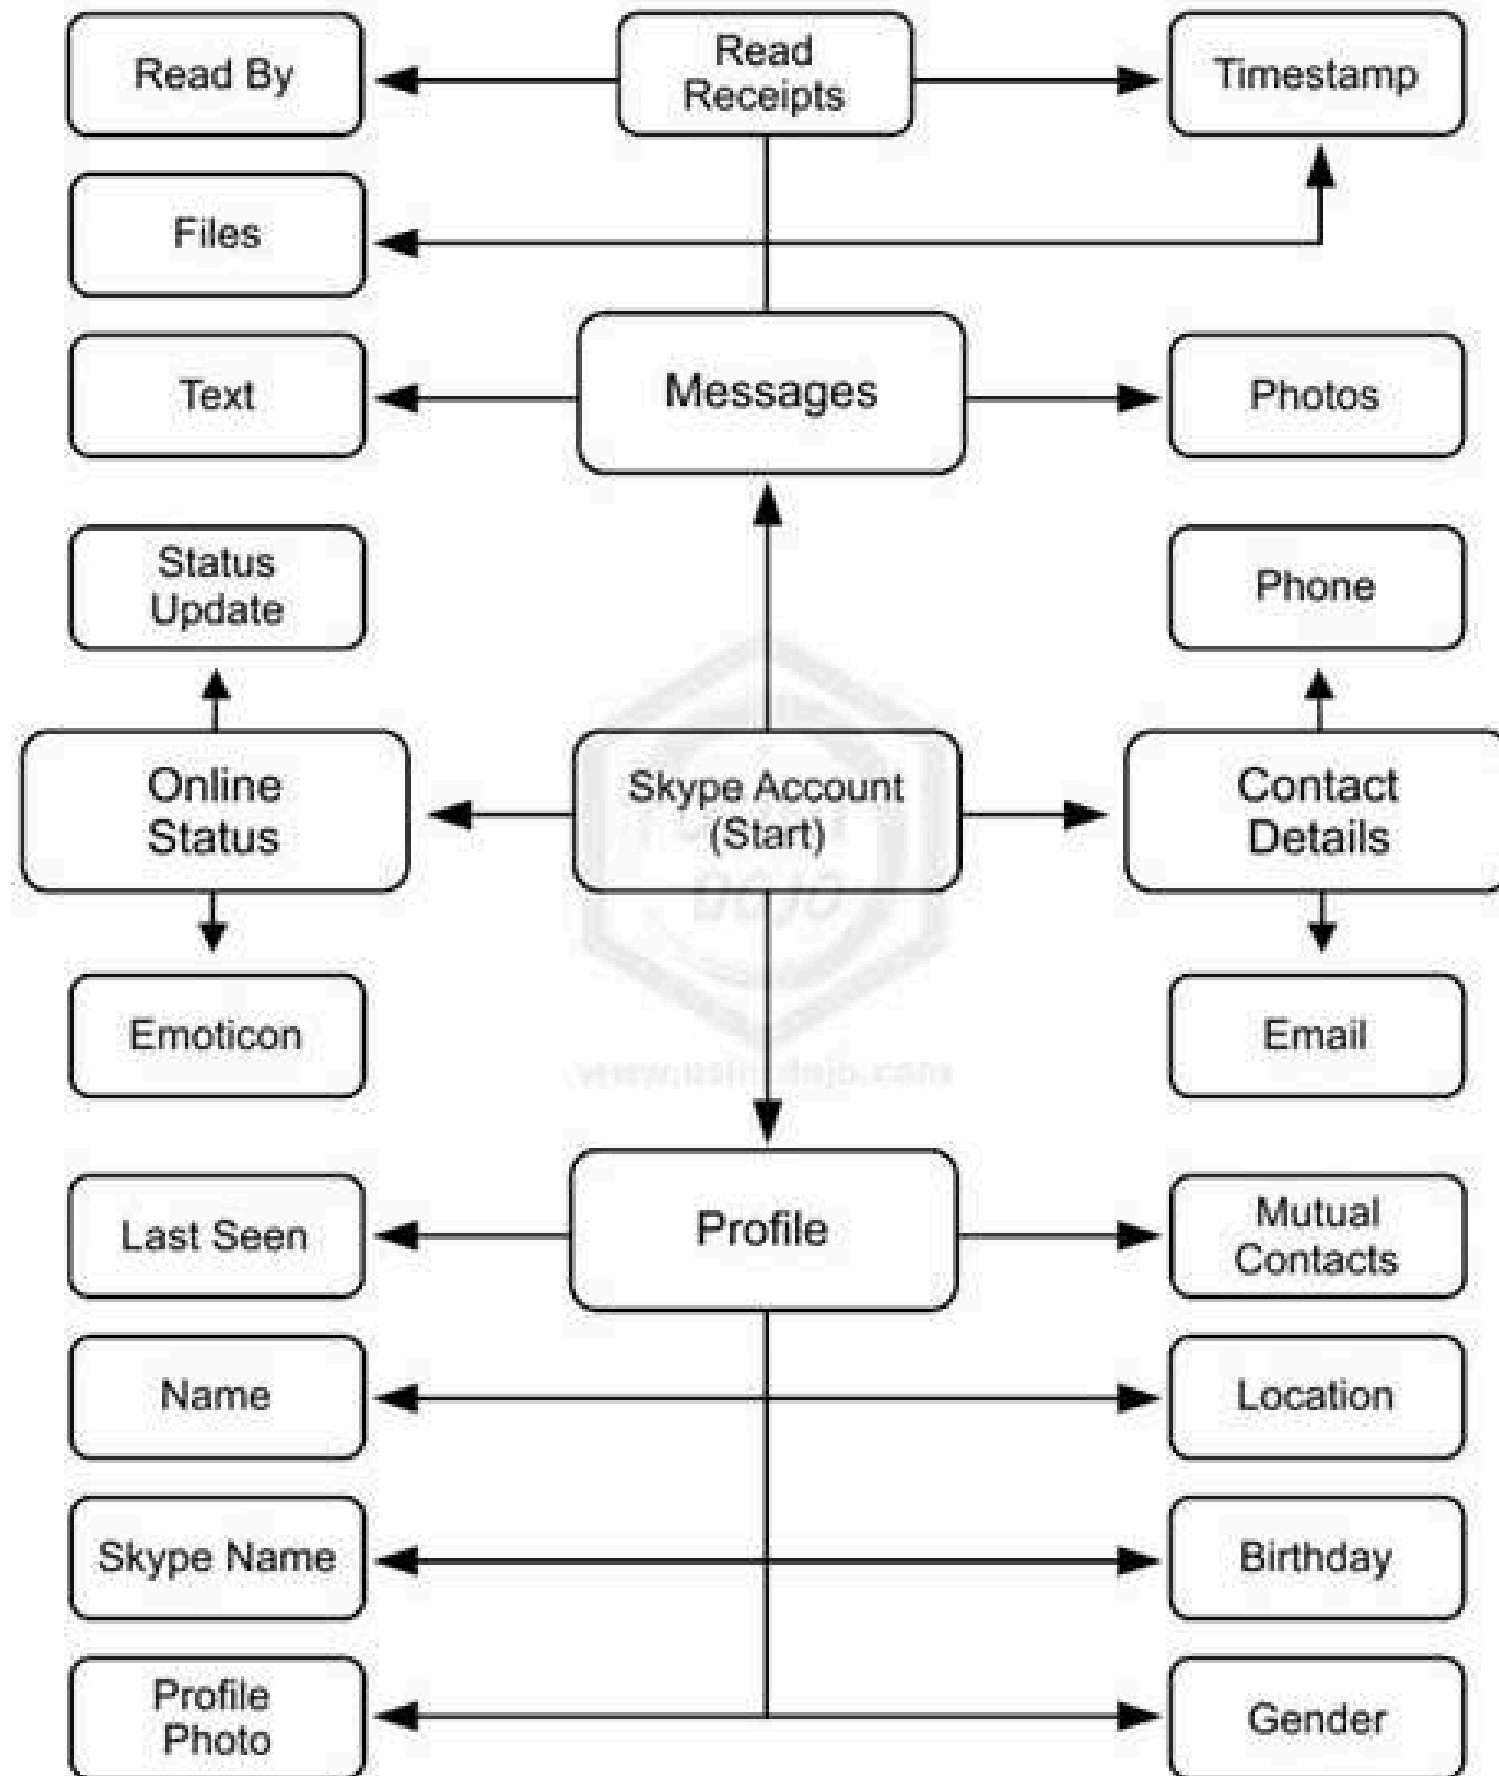 Read By
Read
Receipts
Timestamp
Files
Text
Messages
Photos
Status
Update
Phone
Online
Status
Skype Account
(Start)
Contact
Details
DOJO
Emoticon
Email
Last Seen
Profile
Mutual
Contacts
Name
Location
Skype Name
Birthday
Profile
Photo
Gender